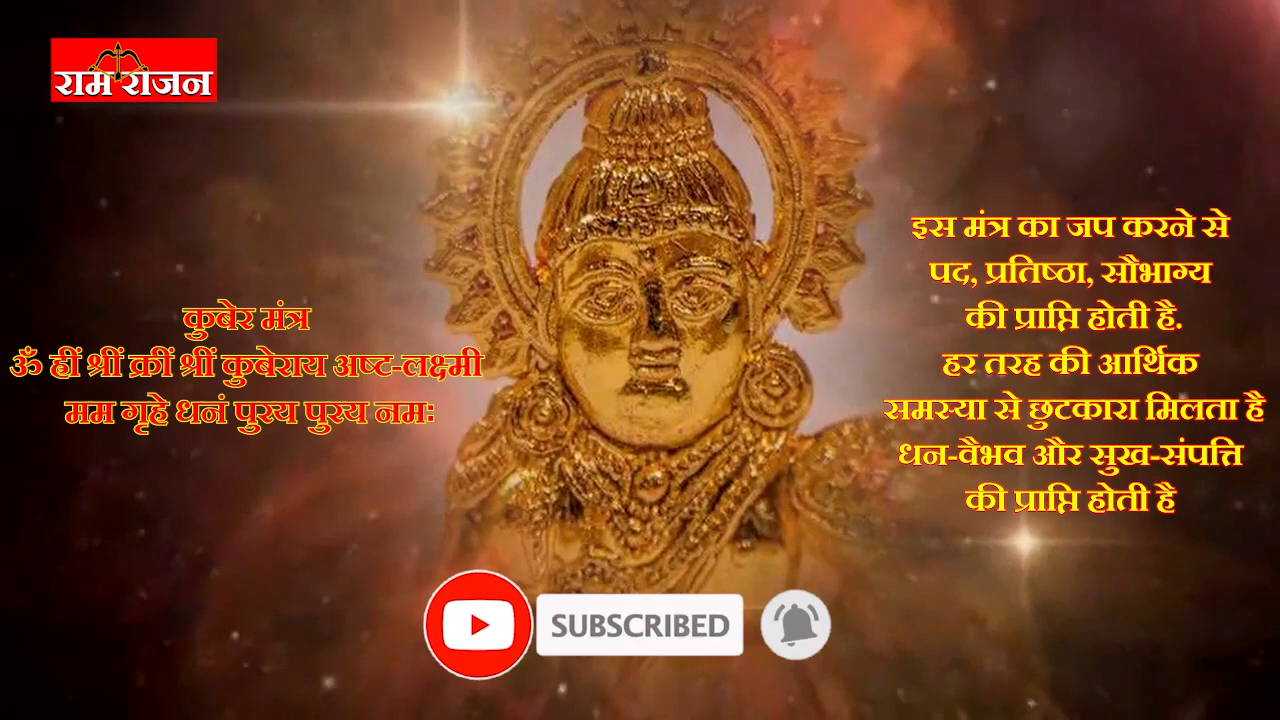 राम राजन
कुबेर मंत्र
ॐ ह्रीं श्रीं क्रीं श्रीं कुबेराय अष्ट-लक्ष्मी
मम गृहे धनं पुरय पुरय नमः
इस मंत्र का जप करने से
पद, प्रतिष्ठा, सौभाग्य
की प्राप्ति होती है.
हर तरह की आर्थिक
समस्या से छुटकारा मिलता है
धन-वैभव और सुख-संपत्ति
की प्राप्ति होती है
SUBSCRIBED